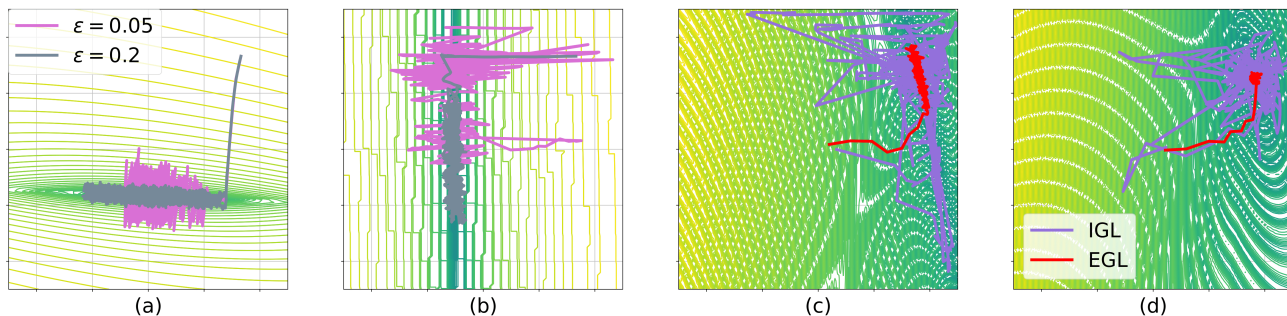 ε = 0.05
ε = 0.2
IGL
EGL
(a)
(b)
(c)
(d)